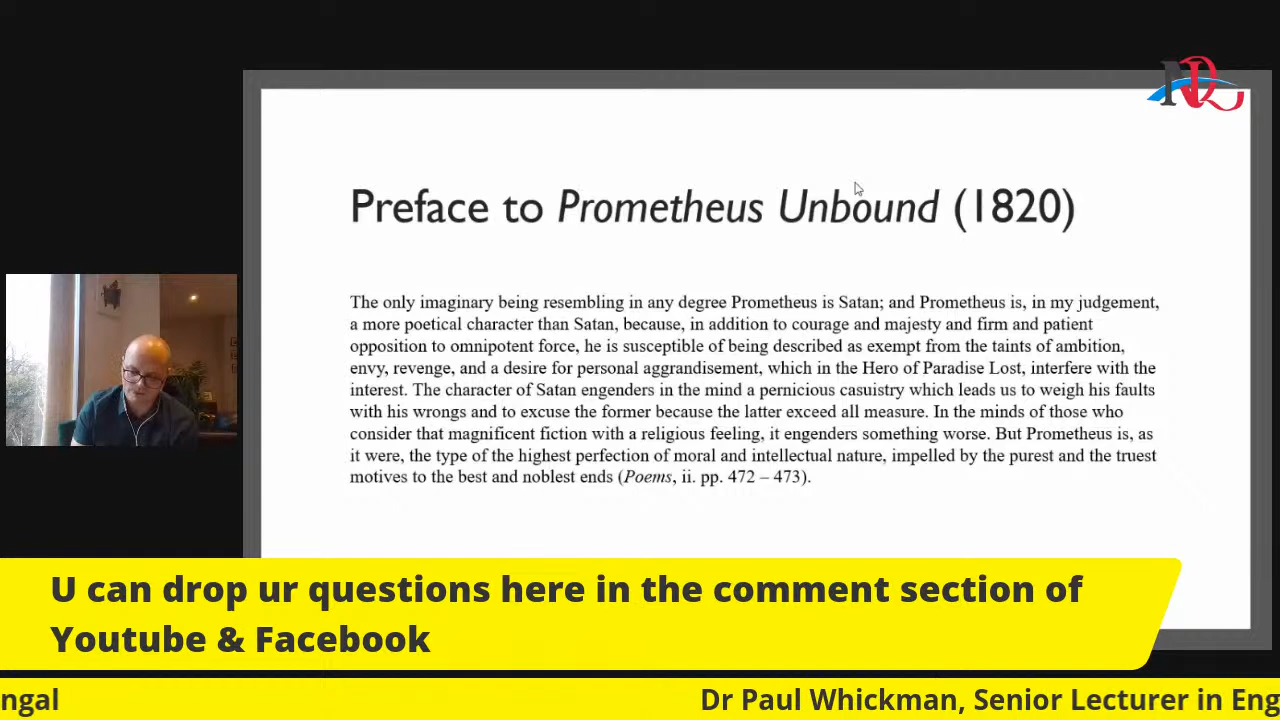 Preface to Prometheus Unbound (1820)
The only imaginary being resembling in any degree Prometheus is Satan; and Prometheus is, in my judgement,
a more poetical character than Satan, because, in addition to courage and majesty and firm and patient
opposition to omnipotent force, he is susceptible of being described as exempt from the taints of ambition,
envy, revenge, and a desire for personal aggrandisement, which in the Hero of Paradise Lost, interfere with the
interest. The character of Satan engenders in the mind a pernicious casuistry which leads us to weigh his faults
with his wrongs and to excuse the former because the latter exceed all measure. In the minds of those who
consider that magnificent fiction with a religious feeling, it engenders something worse. But Prometheus is, as
it were, the type of the highest perfection of moral and intellectual nature, impelled by the purest and the truest
motives to the best and noblest ends (Poems, ii. pp. 472 – 473).
U can drop ur questions here in the comment section of
Youtube & Facebook
ngal Dr Paul Whickman, Senior Lecturer in Eng